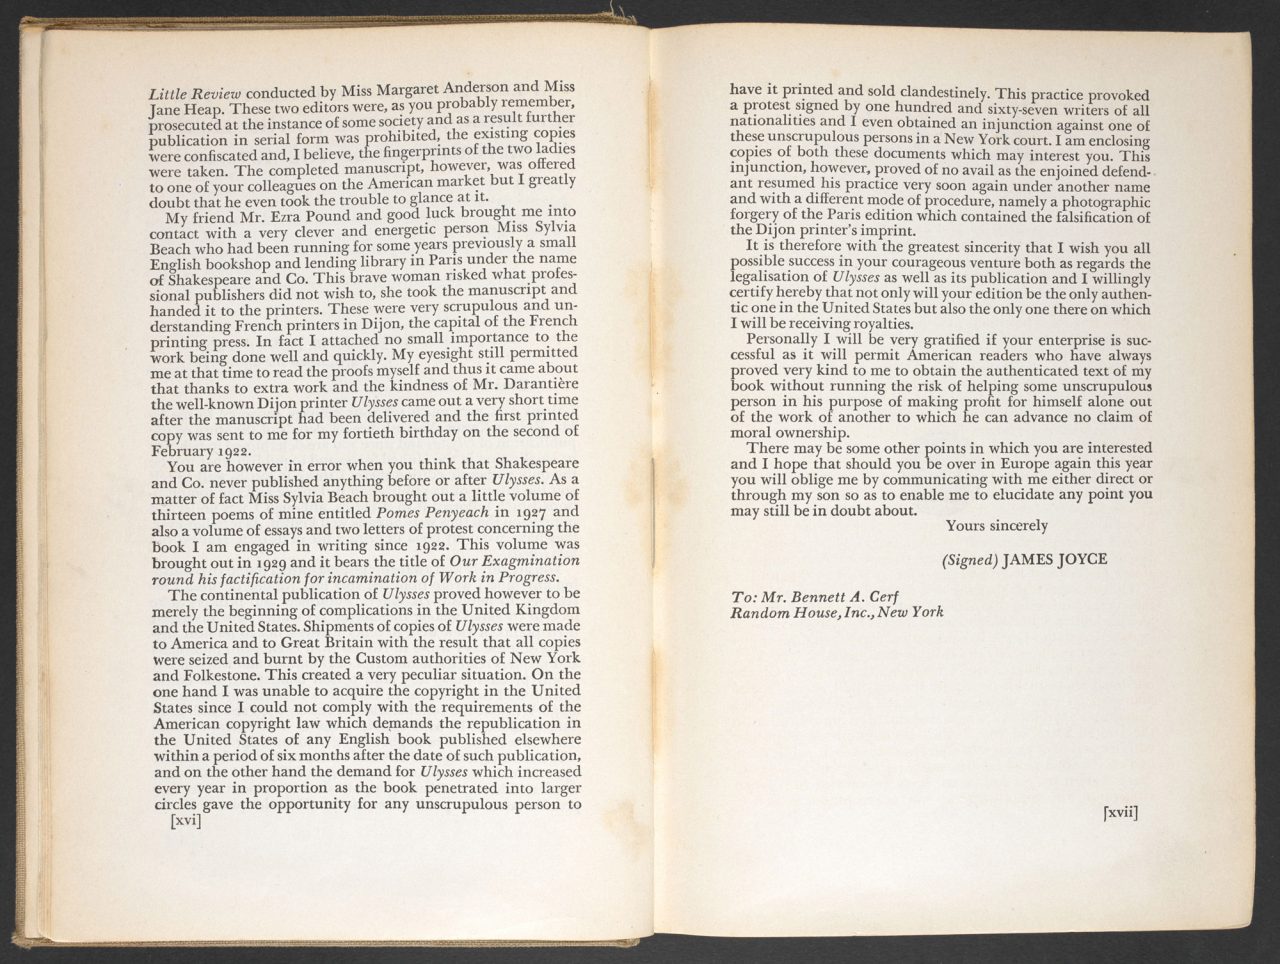 Little Review conducted by Miss Margaret Anderson and Miss
Jane Heap. These two editors were, as you probably remember,
prosecuted at the instance of some society and as a result further
publication in serial form was prohibited, the existing copies
were confiscated and, I believe, the fingerprints of the two ladies
were taken. The completed manuscript, however, was offered
to one of your colleagues on the American market but I greatly
doubt that he even took the trouble to glance at it.
My friend Mr. Ezra Pound and good luck brought me into
contact with a very clever and energetic person Miss Sylvia
Beach who had been running for some years previously a small
English bookshop and lending library in Paris under the name
of Shakespeare and Co. This brave woman risked what profes-
sional publishers did not wish to, she took the manuscript and
handed it to the printers. These were very scrupulous and un-
derstanding French printers in Dijon, the capital of the French
printing press. In fact I attached no small importance to the
work being done well and quickly. My eyesight still permitted
me at that time to read the proofs myself and thus it came about
that thanks to extra work and the kindness of Mr. Darantière
the well-known Dijon printer Ulysses came out a very short time
after the manuscript had been delivered and the first printed
copy was sent to me for my fortieth birthday on the second of
February 1922.
You are however in error when you think that Shakespeare
and Co. never published anything before or after Ulysses. As a
matter of fact Miss Sylvia Beach brought out a little volume of
thirteen poems of mine entitled Pomes Penyeach in 1927 and
also a volume of essays and two letters of protest concerning the
book I am engaged in writing since 1922. This volume was
brought out in 1929 and it bears the title of Our Exagmination
round his factification for incamination of Work in Progress.
The continental publication of Ulysses proved however to be
merely the beginning of complications in the United Kingdom
and the United States. Shipments of copies of Ulysses were made
to America and to Great Britain with the result that all copies
were seized and burnt by the Custom authorities of New York
and Folkestone. This created a very peculiar situation. On the
one hand I was unable to acquire the copyright in the United
States since I could not comply with the requirements of the
American copyright law which demands the republication in
the United States of any English book published elsewhere
within a period of six months after the date of such publication,
and on the other hand the demand for Ulysses which increased
every year in proportion as the book penetrated into larger
circles gave the opportunity for any unscrupulous person to
[xvi]
have it printed and sold clandestinely. This practice provoked
a protest signed by one hundred and sixty-seven writers of all
nationalities and I even obtained an injunction against one of
these unscrupulous persons in a New York court. I am enclosing
copies of both these documents which may interest you. This
injunction, however, proved of no avail as the enjoined defend-
ant resumed his practice very soon again under another name
and with a different mode of procedure, namely a photographic
forgery of the Paris edition which contained the falsification of
the Dijon printer's imprint.
It is therefore with the greatest sincerity that I wish you all
possible success in your courageous venture both as regards the
legalisation of Ulysses as well as its publication and I willingly
certify hereby that not only will your edition be the only authen-
tic one in the United States but also the only one there on which
I will be receiving royalties.
Personally I will be very gratified if your enterprise is suc-
cessful as it will permit American readers who have always
proved very kind to me to obtain the authenticated text of my
book without running the risk of helping some unscrupulous
person in his purpose of making profit for himself alone out
of the work of another to which he can advance no claim of
moral ownership.
There may be some other points in which you are interested
and I hope that should you be over in Europe again this year
you will oblige me by communicating with me either direct or
through my son so as to enable me to elucidate any point you
may still be in doubt about.
Yours sincerely
(Signed) JAMES JOYCE
To: Mr. Bennett A. Cerf
Random House, Inc., New York
[xvii]